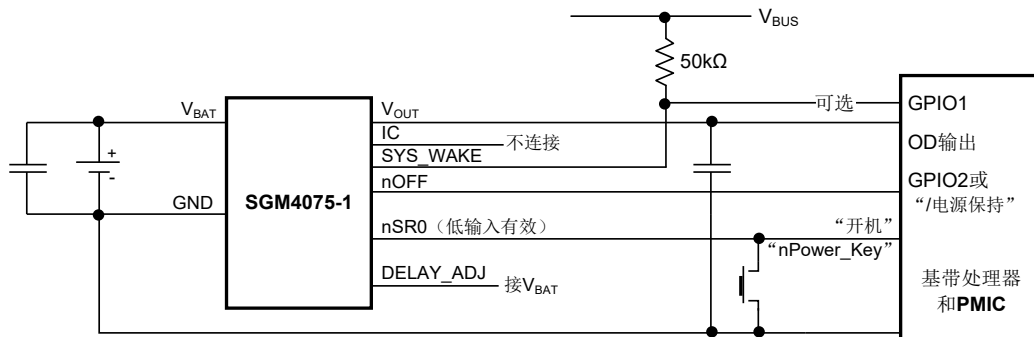 VBUS
50kΩ
VBAT
VOUT
可选
GPIO1
IC
不连接
OD输出
SYS_WAKE
nOFF
GPIO2或
“/电源保持”
GND
SGM4075-1
nSR0（低输入有效）
“开机”
“nPower_Key”
DELAY_ADJ
接VBAT
基带处理器
和PMIC
+
-